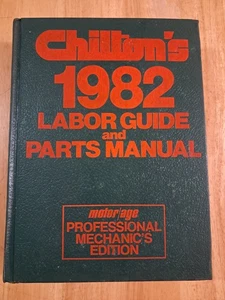 Chilton's
1982
LABOR GUIDE
and
PARTS MANUAL
motor/age
PROFESSIONAL
MECHANIC'S
EDITION